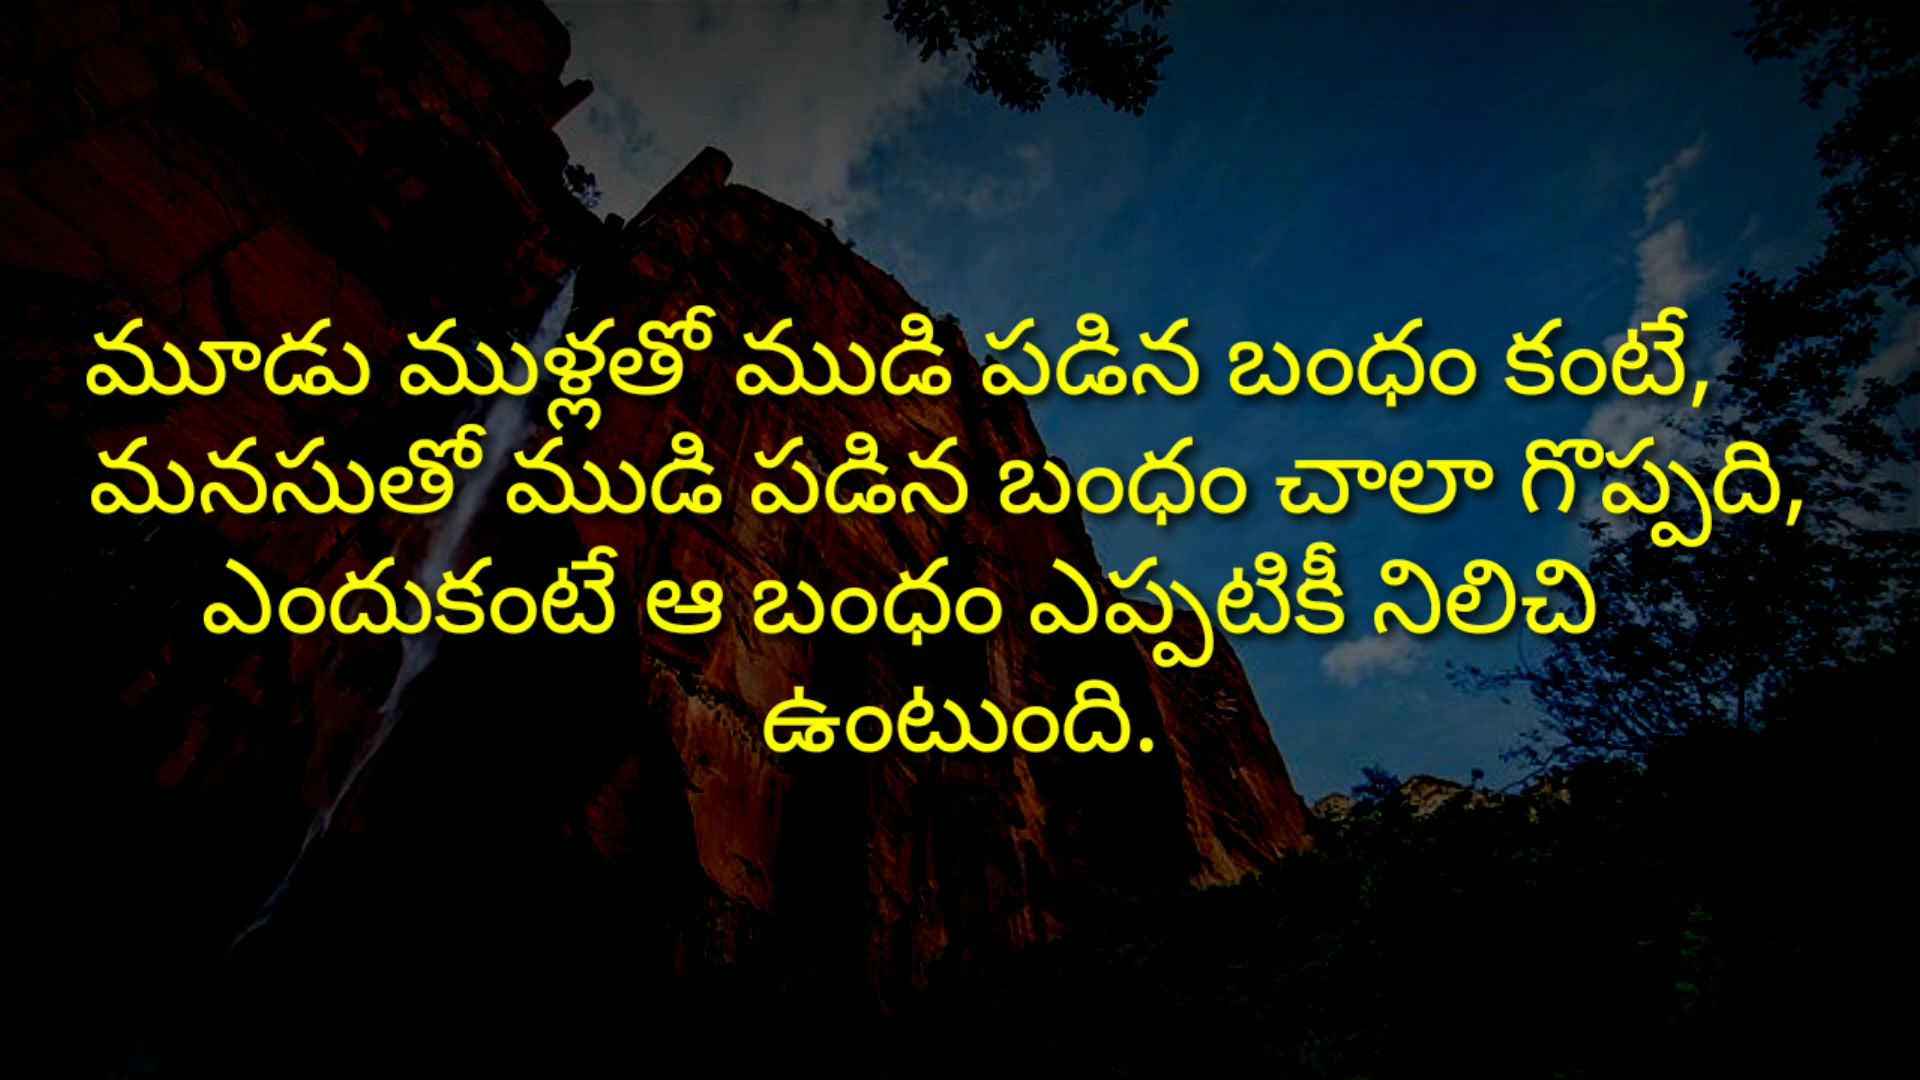 మూడు ముళ్లతో ముడి పడిన బంధం కంటే,
మనసుతో ముడి పడిన బంధం చాలా గొప్పది,
ఎందుకంటే ఆ బంధం ఎప్పటికీ నిలిచి
ఉంటుంది.